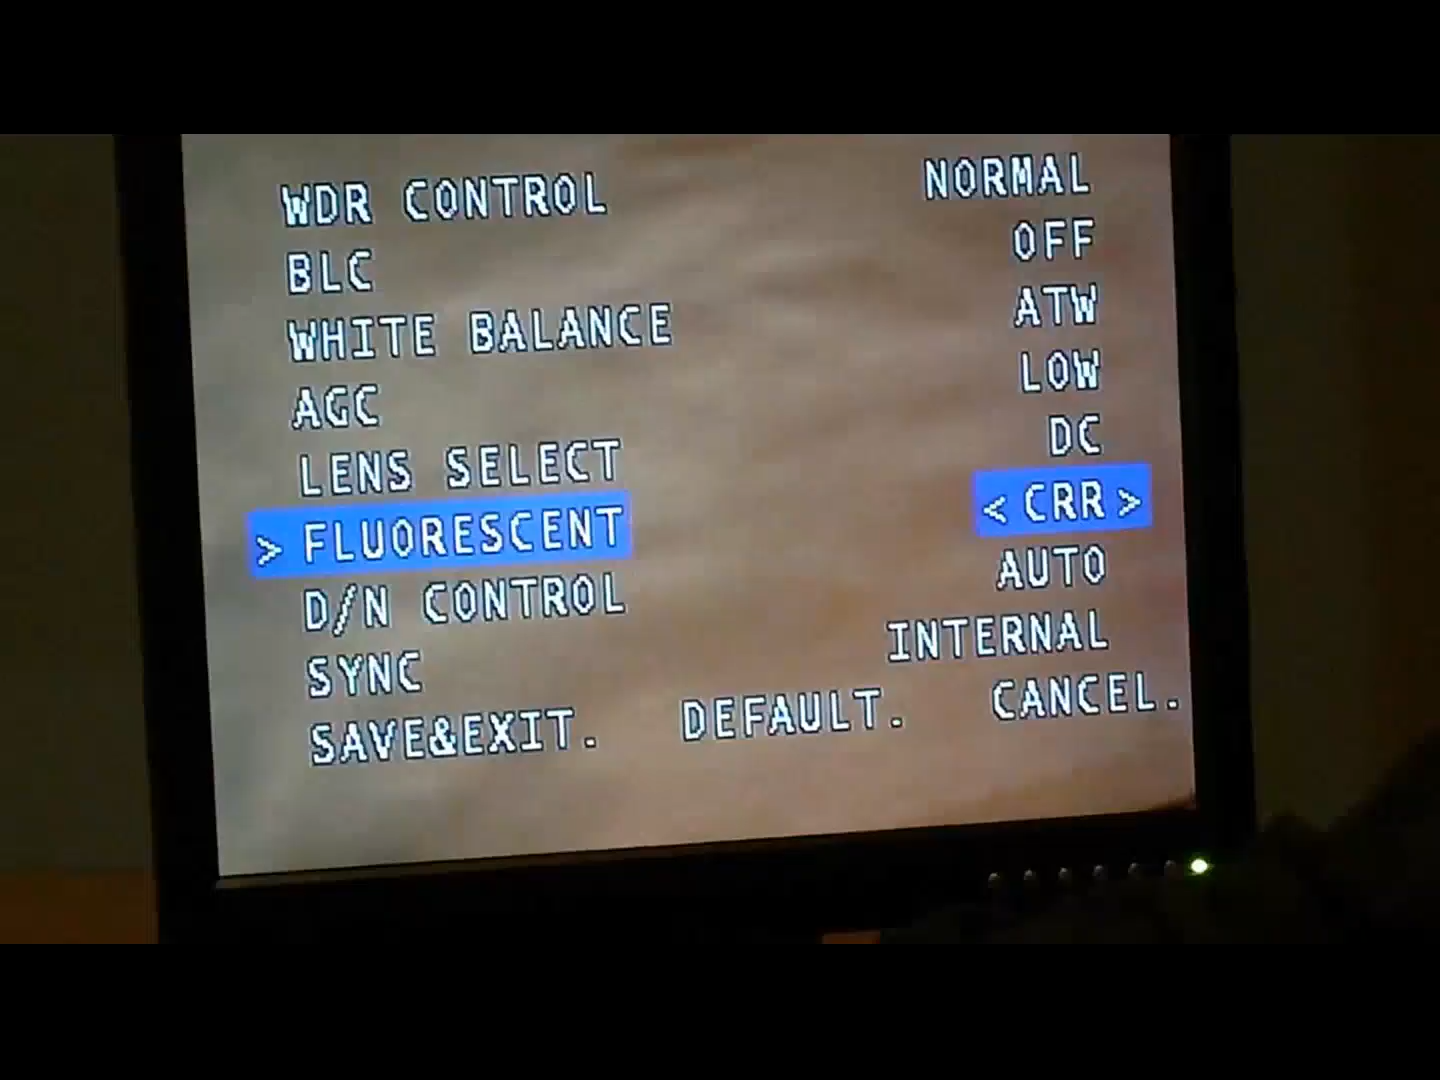 WDR CONTROL NORMAL
BLC OFF
WHITE BALANCE ATW
AGC LOW
LENS SELECT DC
> FLUORESCENT < CRR >
D/N CONTROL AUTO
SYNC INTERNAL
SAVE&EXIT. DEFAULT. CANCEL.